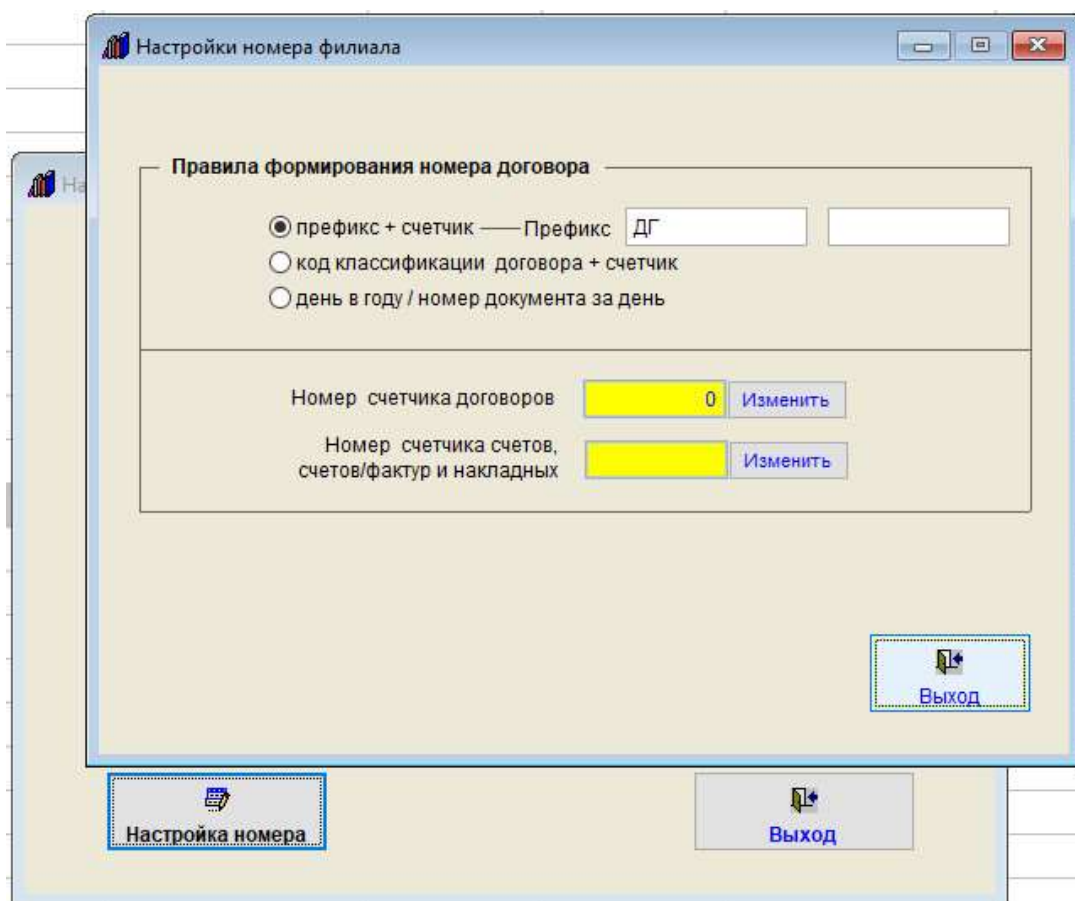 Настройки номера филиала
На
Правила формирования номера договора
префикс + счетчик Префикс ДГ
код классификации договора + счетчик
день в году / номер документа за день
Номер счетчика договоров 0 Изменить
Номер счетчика счетов,
счетов/фактур и накладных Изменить
Выход
Настройка номера Выход